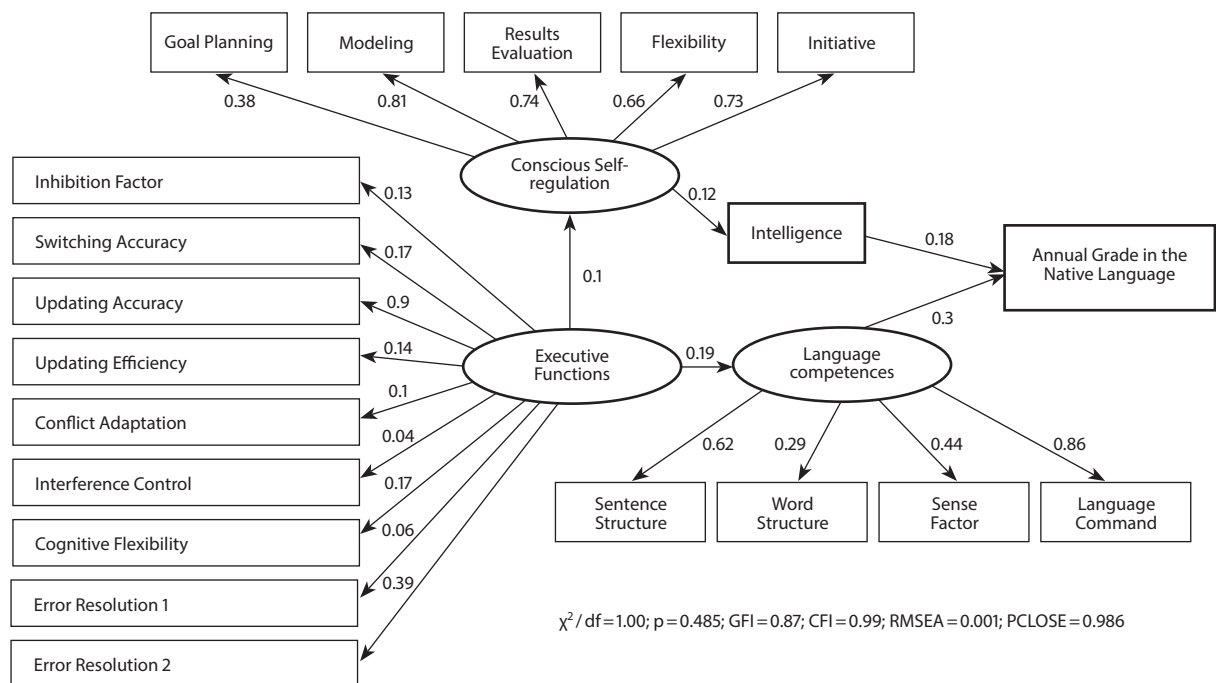 Goal Planning
Modeling
Results
Evaluation
Flexibility
Initiative
0.38
0.81
0.74
0.66
0.73
Conscious Self-
regulation
Inhibition Factor
0.13
0.12
Switching Accuracy
0.17
Intelligence
0.18
Annual Grade in the
Native Language
Updating Accuracy
0.9
0.1
0.3
Updating Efficiency
0.14
Executive
Functions
0.19
Language
competences
Conflict Adaptation
0.1
0.04
0.62
0.29
0.44
0.86
Interference Control
0.17
Sentence
Structure
Word
Structure
Sense
Factor
Language
Command
Cognitive Flexibility
0.06
0.39
Error Resolution 1
χ² / df = 1.00; p = 0.485; GFI = 0.87; CFI = 0.99; RMSEA = 0.001; PCLOSE = 0.986
Error Resolution 2